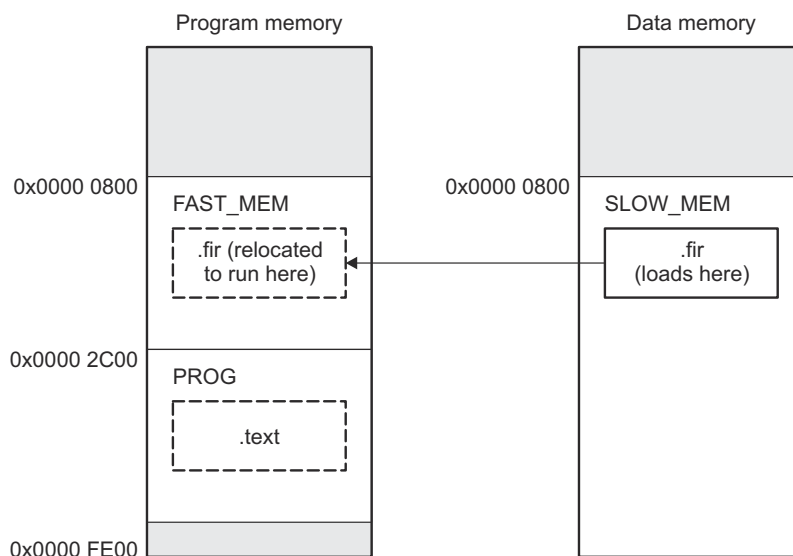 Program memory
Data memory
0x0000 0800
0x0000 0800
FAST_MEM
SLOW_MEM
.fir (relocated
to run here)
.fir
(loads here)
0x0000 2C00
PROG
.text
0x0000 FE00